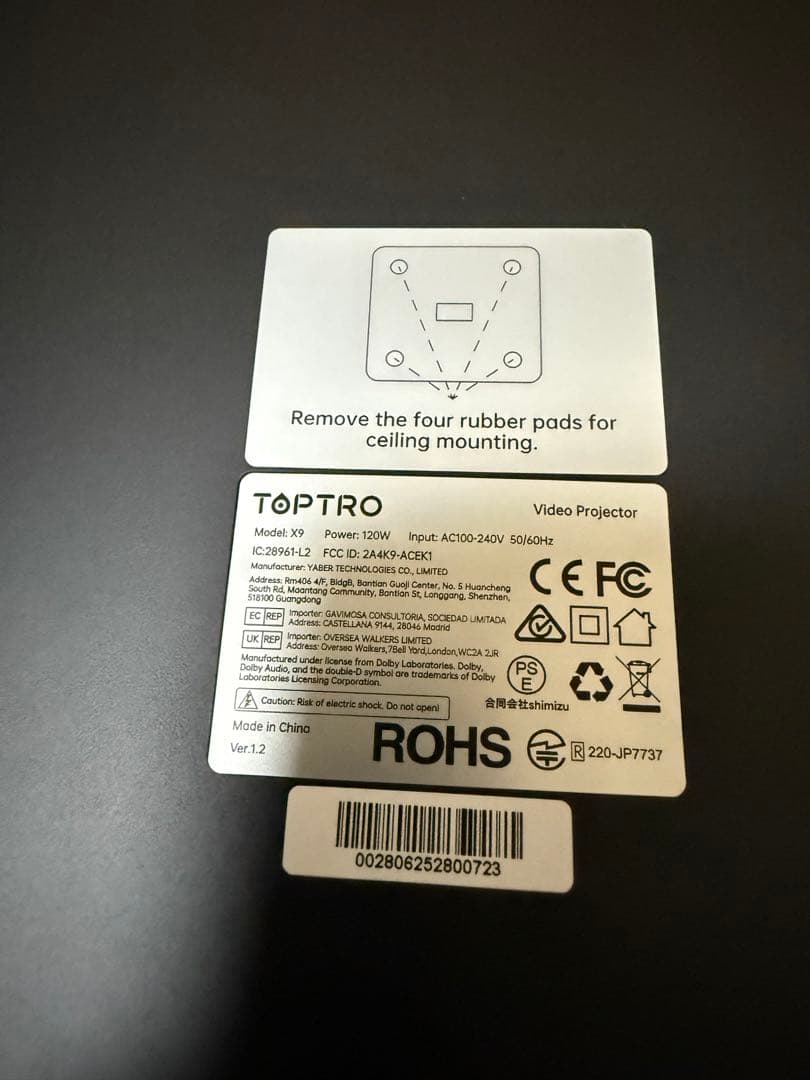 Remove the four rubber pads for
ceiling mounting.
TOPTRO
Video Projector
Model: X9 Power: 120W Input: AC100-240V 50/60Hz
IC:28961-L2 FCC ID: 2A4K9-ACEK1
Manufacturer: YABER TECHNOLOGIES CO., LIMITED
Address: Rm406 4/F, BldgB, Bantian Guoji Center, No. 5 Huancheng
South Rd, Maantang Community, Bantian St, Longgang, Shenzhen,
518100 Guangdong
EC REP Importer: GAVIMOSA CONSULTORIA, SOCIEDAD LIMITADA
Address: CASTELLANA 9144, 28046 Madrid
UK REP Importer: OVERSEA WALKERS LIMITED
Address: Oversea Walkers,7Bell Yard,London,WC2A 2JR
Manufactured under license from Dolby Laboratories. Dolby,
Dolby Audio, and the double-D symbol are trademarks of Dolby
Laboratories Licensing Corporation.
Caution: Risk of electric shock. Do not open!
Made in China
Ver.1.2
CE FC
PS
E
合同会社shimizu
ROHS
R 220-JP7737
002806252800723